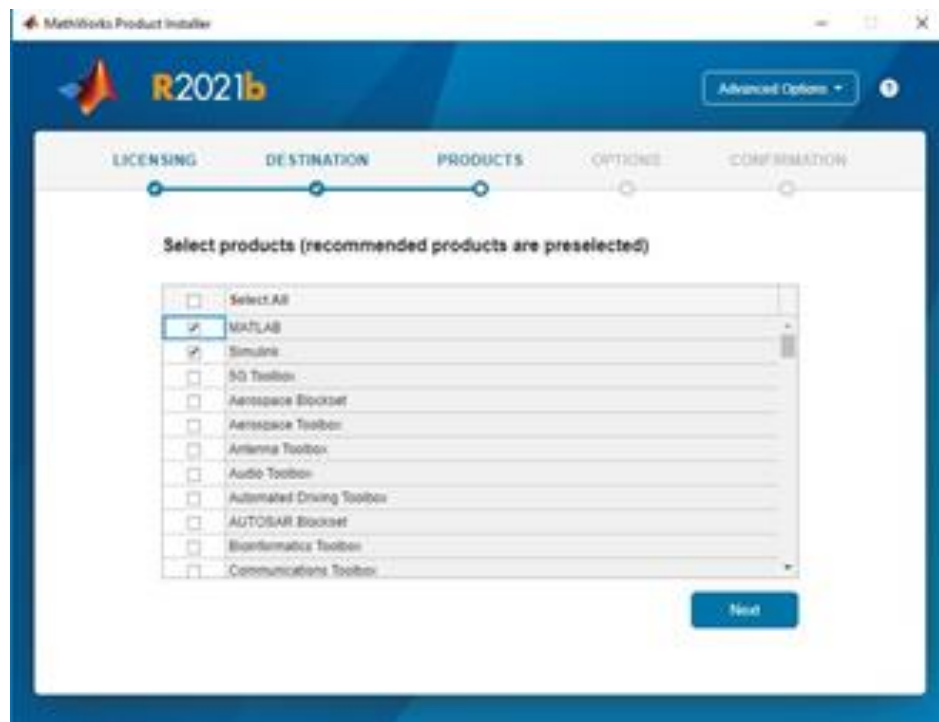 MathWorks Product Installer
R2021b
Advanced Options
?
LICENSING DESTINATION PRODUCTS OPTIONS CONFIRMATION
Select products (recommended products are preselected)
Select All
MATLAB
Simulink
5G Toolbox
Aerospace Blockset
Aerospace Toolbox
Antenna Toolbox
Audio Toolbox
Automated Driving Toolbox
AUTOSAR Blockset
Bioinformatics Toolbox
Communications Toolbox
Next